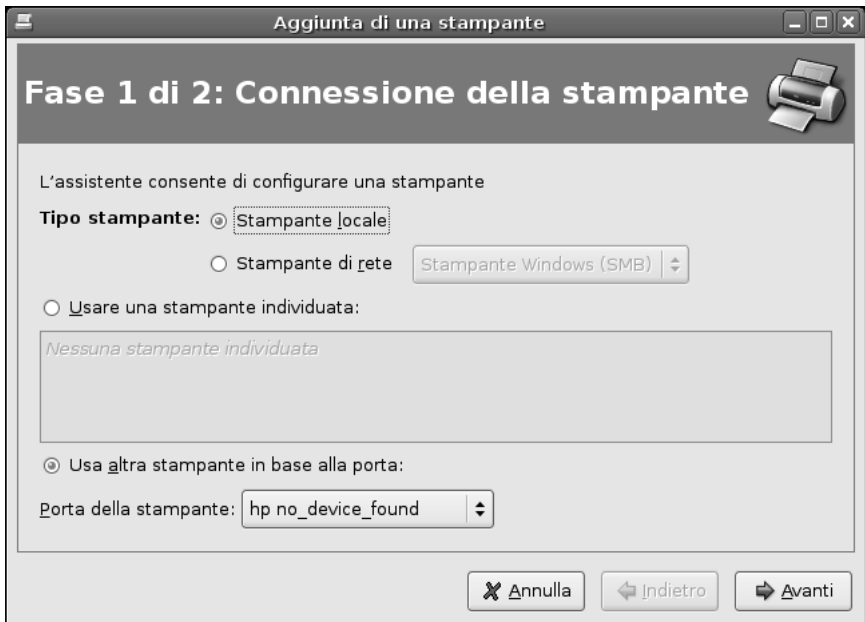 Aggiunta di una stampante
Fase 1 di 2: Connessione della stampante
L'assistente consente di configurare una stampante
Tipo stampante: Stampante locale
Stampante di rete Stampante Windows (SMB)
Usare una stampante individuata:
Nessuna stampante individuata
Usa altra stampante in base alla porta:
Porta della stampante: hp no_device_found
Annulla Indietro Avanti